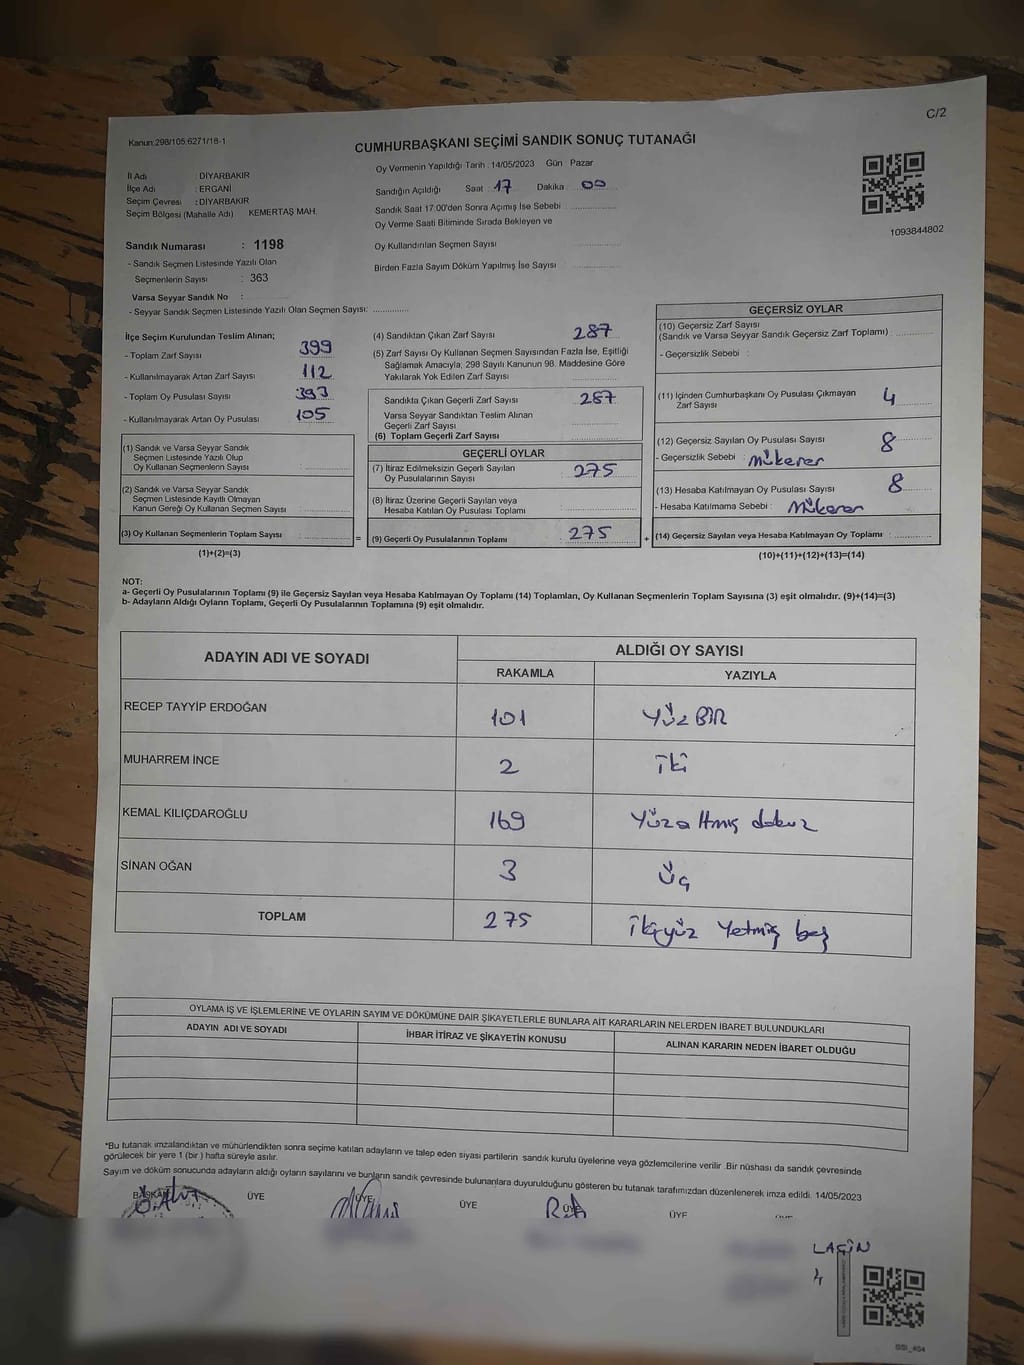 C/2
Kanun:298/105;6271/18-1
CUMHURBAŞKANI SEÇİMİ SANDIK SONUÇ TUTANAĞI
Oy Vermenin Yapıldığı Tarih :14/05/2023 Gün Pazar
İl Adı : DİYARBAKIR
İlçe Adı : ERGANİ
Seçim Çevresi : DİYARBAKIR
Seçim Bölgesi (Mahalle Adı) KEMERTAŞ MAH.
Sandığın Açıldığı Saat 17 Dakika 00
Sandık Saat 17:00'den Sonra Açılmış İse Sebebi
Oy Verme Saati Bitiminde Sırada Bekleyen ve
Oy Kullandırılan Seçmen Sayısı
Birden Fazla Sayım Döküm Yapılmış İse Sayısı
1093844802
Sandık Numarası : 1198
- Sandık Seçmen Listesinde Yazılı Olan
Seçmenlerin Sayısı : 363
Varsa Seyyar Sandık No :
- Seyyar Sandık Seçmen Listesinde Yazılı Olan Seçmen Sayısı:
İlçe Seçim Kurulundan Teslim Alınan;
- Toplam Zarf Sayısı 399
- Kullanılmayarak Artan Zarf Sayısı 112
- Toplam Oy Pusulası Sayısı 393
- Kullanılmayarak Artan Oy Pusulası 105
(1) Sandık ve Varsa Seyyar Sandık
Seçmen Listesinde Yazılı Olup
Oy Kullanan Seçmenlerin Sayısı :
(2) Sandık ve Varsa Seyyar Sandık
Seçmen Listesinde Kayıtlı Olmayan
Kanun Gereği Oy Kullanan Seçmen Sayısı :
(3) Oy Kullanan Seçmenlerin Toplam Sayısı :
(1)+(2)=(3)
(4) Sandıktan Çıkan Zarf Sayısı 287
(5) Zarf Sayısı Oy Kullanan Seçmen Sayısından Fazla İse, Eşitliği
Sağlamak Amacıyla, 298 Sayılı Kanunun 98. Maddesine Göre
Yakılarak Yok Edilen Zarf Sayısı
Sandıkta Çıkan Geçerli Zarf Sayısı 287
Varsa Seyyar Sandıktan Teslim Alınan
Geçerli Zarf Sayısı
(6) Toplam Geçerli Zarf Sayısı
GEÇERLİ OYLAR
(7) İtiraz Edilmeksizin Geçerli Sayılan
Oy Pusulalarının Sayısı 275
(8) İtiraz Üzerine Geçerli Sayılan veya
Hesaba Katılan Oy Pusulası Toplamı
= (9) Geçerli Oy Pusulalarının Toplamı 275 +
GEÇERSİZ OYLAR
(10) Geçersiz Zarf Sayısı
(Sandık ve Varsa Seyyar Sandık Geçersiz Zarf Toplamı) :
- Geçersizlik Sebebi :
(11) İçinden Cumhurbaşkanı Oy Pusulası Çıkmayan
Zarf Sayısı 4
(12) Geçersiz Sayılan Oy Pusulası Sayısı 8
- Geçersizlik Sebebi : Mükerer
(13) Hesaba Katılmayan Oy Pusulası Sayısı 8
- Hesaba Katılmama Sebebi : Mükerer
(14) Geçersiz Sayılan veya Hesaba Katılmayan Oy Toplamı :
(10)+(11)+(12)+(13)=(14)
NOT:
a- Geçerli Oy Pusulalarının Toplamı (9) ile Geçersiz Sayılan veya Hesaba Katılmayan Oy Toplamı (14) Toplamları, Oy Kullanan Seçmenlerin Toplam Sayısına (3) eşit olmalıdır. (9)+(14)=(3)
b- Adayların Aldığı Oyların Toplamı, Geçerli Oy Pusulalarının Toplamına (9) eşit olmalıdır.
ADAYIN ADI VE SOYADI
ALDIĞI OY SAYISI
RAKAMLA YAZIYLA
RECEP TAYYİP ERDOĞAN 101 YÜZ BİR
MUHARREM İNCE 2 İki
KEMAL KILIÇDAROĞLU 169 Yüzaltmış dokuz
SİNAN OĞAN 3 Üç
TOPLAM 275 İkiyüz Yetmiş beş
OYLAMA İŞ VE İŞLEMLERİNE VE OYLARIN SAYIM VE DÖKÜMÜNE DAİR ŞİKAYETLERLE BUNLARA AİT KARARLARIN NELERDEN İBARET BULUNDUKLARI
ADAYIN ADI VE SOYADI İHBAR İTİRAZ VE ŞİKAYETİN KONUSU ALINAN KARARIN NEDEN İBARET OLDUĞU
*Bu tutanak imzalandıktan ve mühürlendikten sonra seçime katılan adayların ve talep eden siyasi partilerin sandık kurulu üyelerine veya gözlemcilerine verilir .Bir nüshası da sandık çevresinde
görülecek bir yere 1 (bir ) hafta süreyle asılır.
Sayım ve döküm sonucunda adayların aldığı oyların sayılarını ve bunların sandık çevresinde bulunanlara duyurulduğunu gösteren bu tutanak tarafımızdan düzenlenerek imza edildi. 14/05/2023
BAŞKAN ÜYE ÜYE ÜYE ÜYE ÜYE
LAÇİN